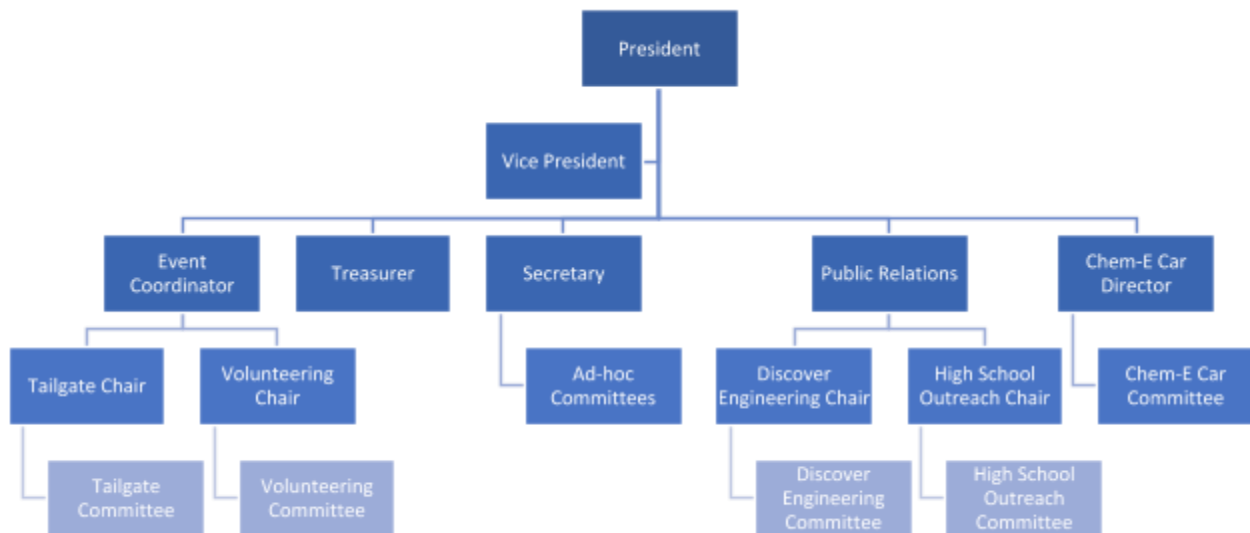 President
Vice President
Event
Coordinator
Treasurer
Secretary
Public Relations
Chem-E Car
Director
Tailgate Chair
Volunteering
Chair
Ad-hoc
Committees
Discover
Engineering Chair
High School
Outreach Chair
Chem-E Car
Committee
Tailgate
Committee
Volunteering
Committee
Discover
Engineering
Committee
High School
Outreach
Committee